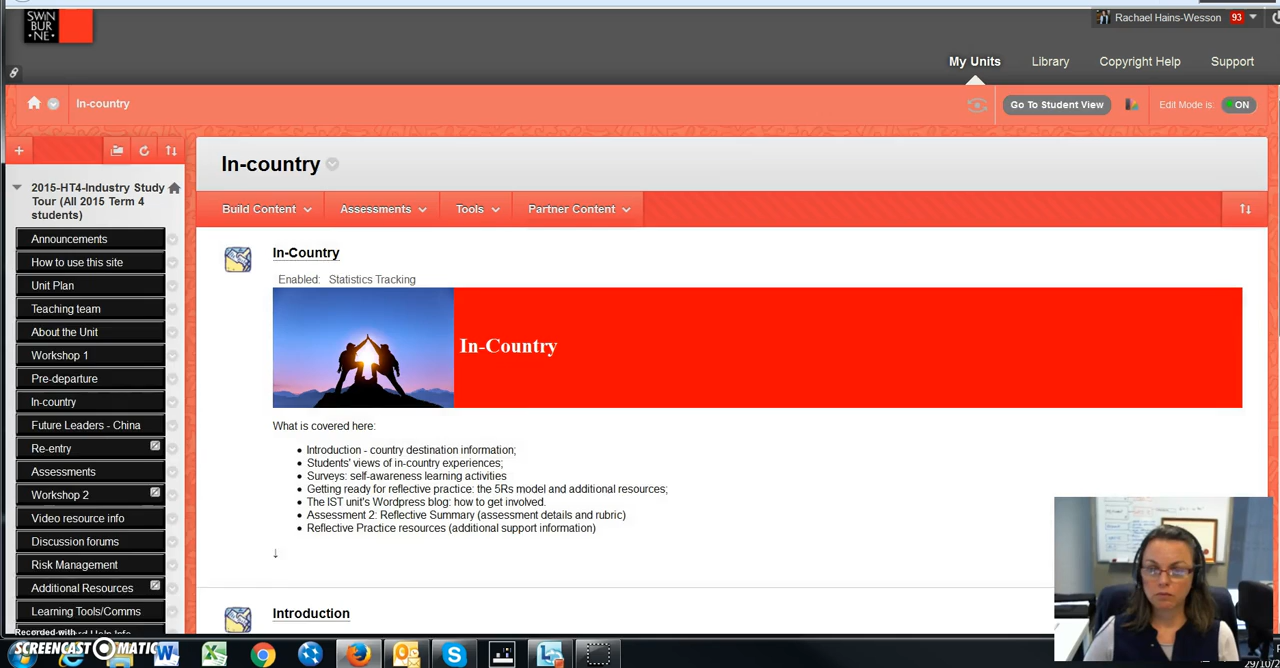 SWIN
BUR
•NE•
Rachael Hains-Wesson 93
My Units Library Copyright Help Support
In-country
Go To Student View
Edit Mode is: ON
In-country
Build Content Assessments Tools Partner Content
2015-HT4-Industry Study
Tour (All 2015 Term 4
students)
Announcements
How to use this site
Unit Plan
Teaching team
About the Unit
Workshop 1
Pre-departure
In-country
Future Leaders - China
Re-entry
Assessments
Workshop 2
Video resource info
Discussion forums
Risk Management
Additional Resources
Learning Tools/Comms
In-Country
Enabled: Statistics Tracking
In-Country
What is covered here:
• Introduction - country destination information;
• Students' views of in-country experiences;
• Surveys: self-awareness learning activities
• Getting ready for reflective practice: the 5Rs model and additional resources;
• The IST unit's Wordpress blog: how to get involved.
• Assessment 2: Reflective Summary (assessment details and rubric)
• Reflective Practice resources (additional support information)
↓
Introduction
Recorded with
SCREENCAST MATIC